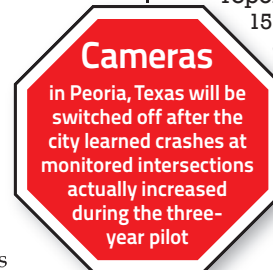 15
Cameras
in Peoria, Texas will be
switched off after the
city learned crashes at
monitored intersections
actually increased
during the three-
year pilot
s